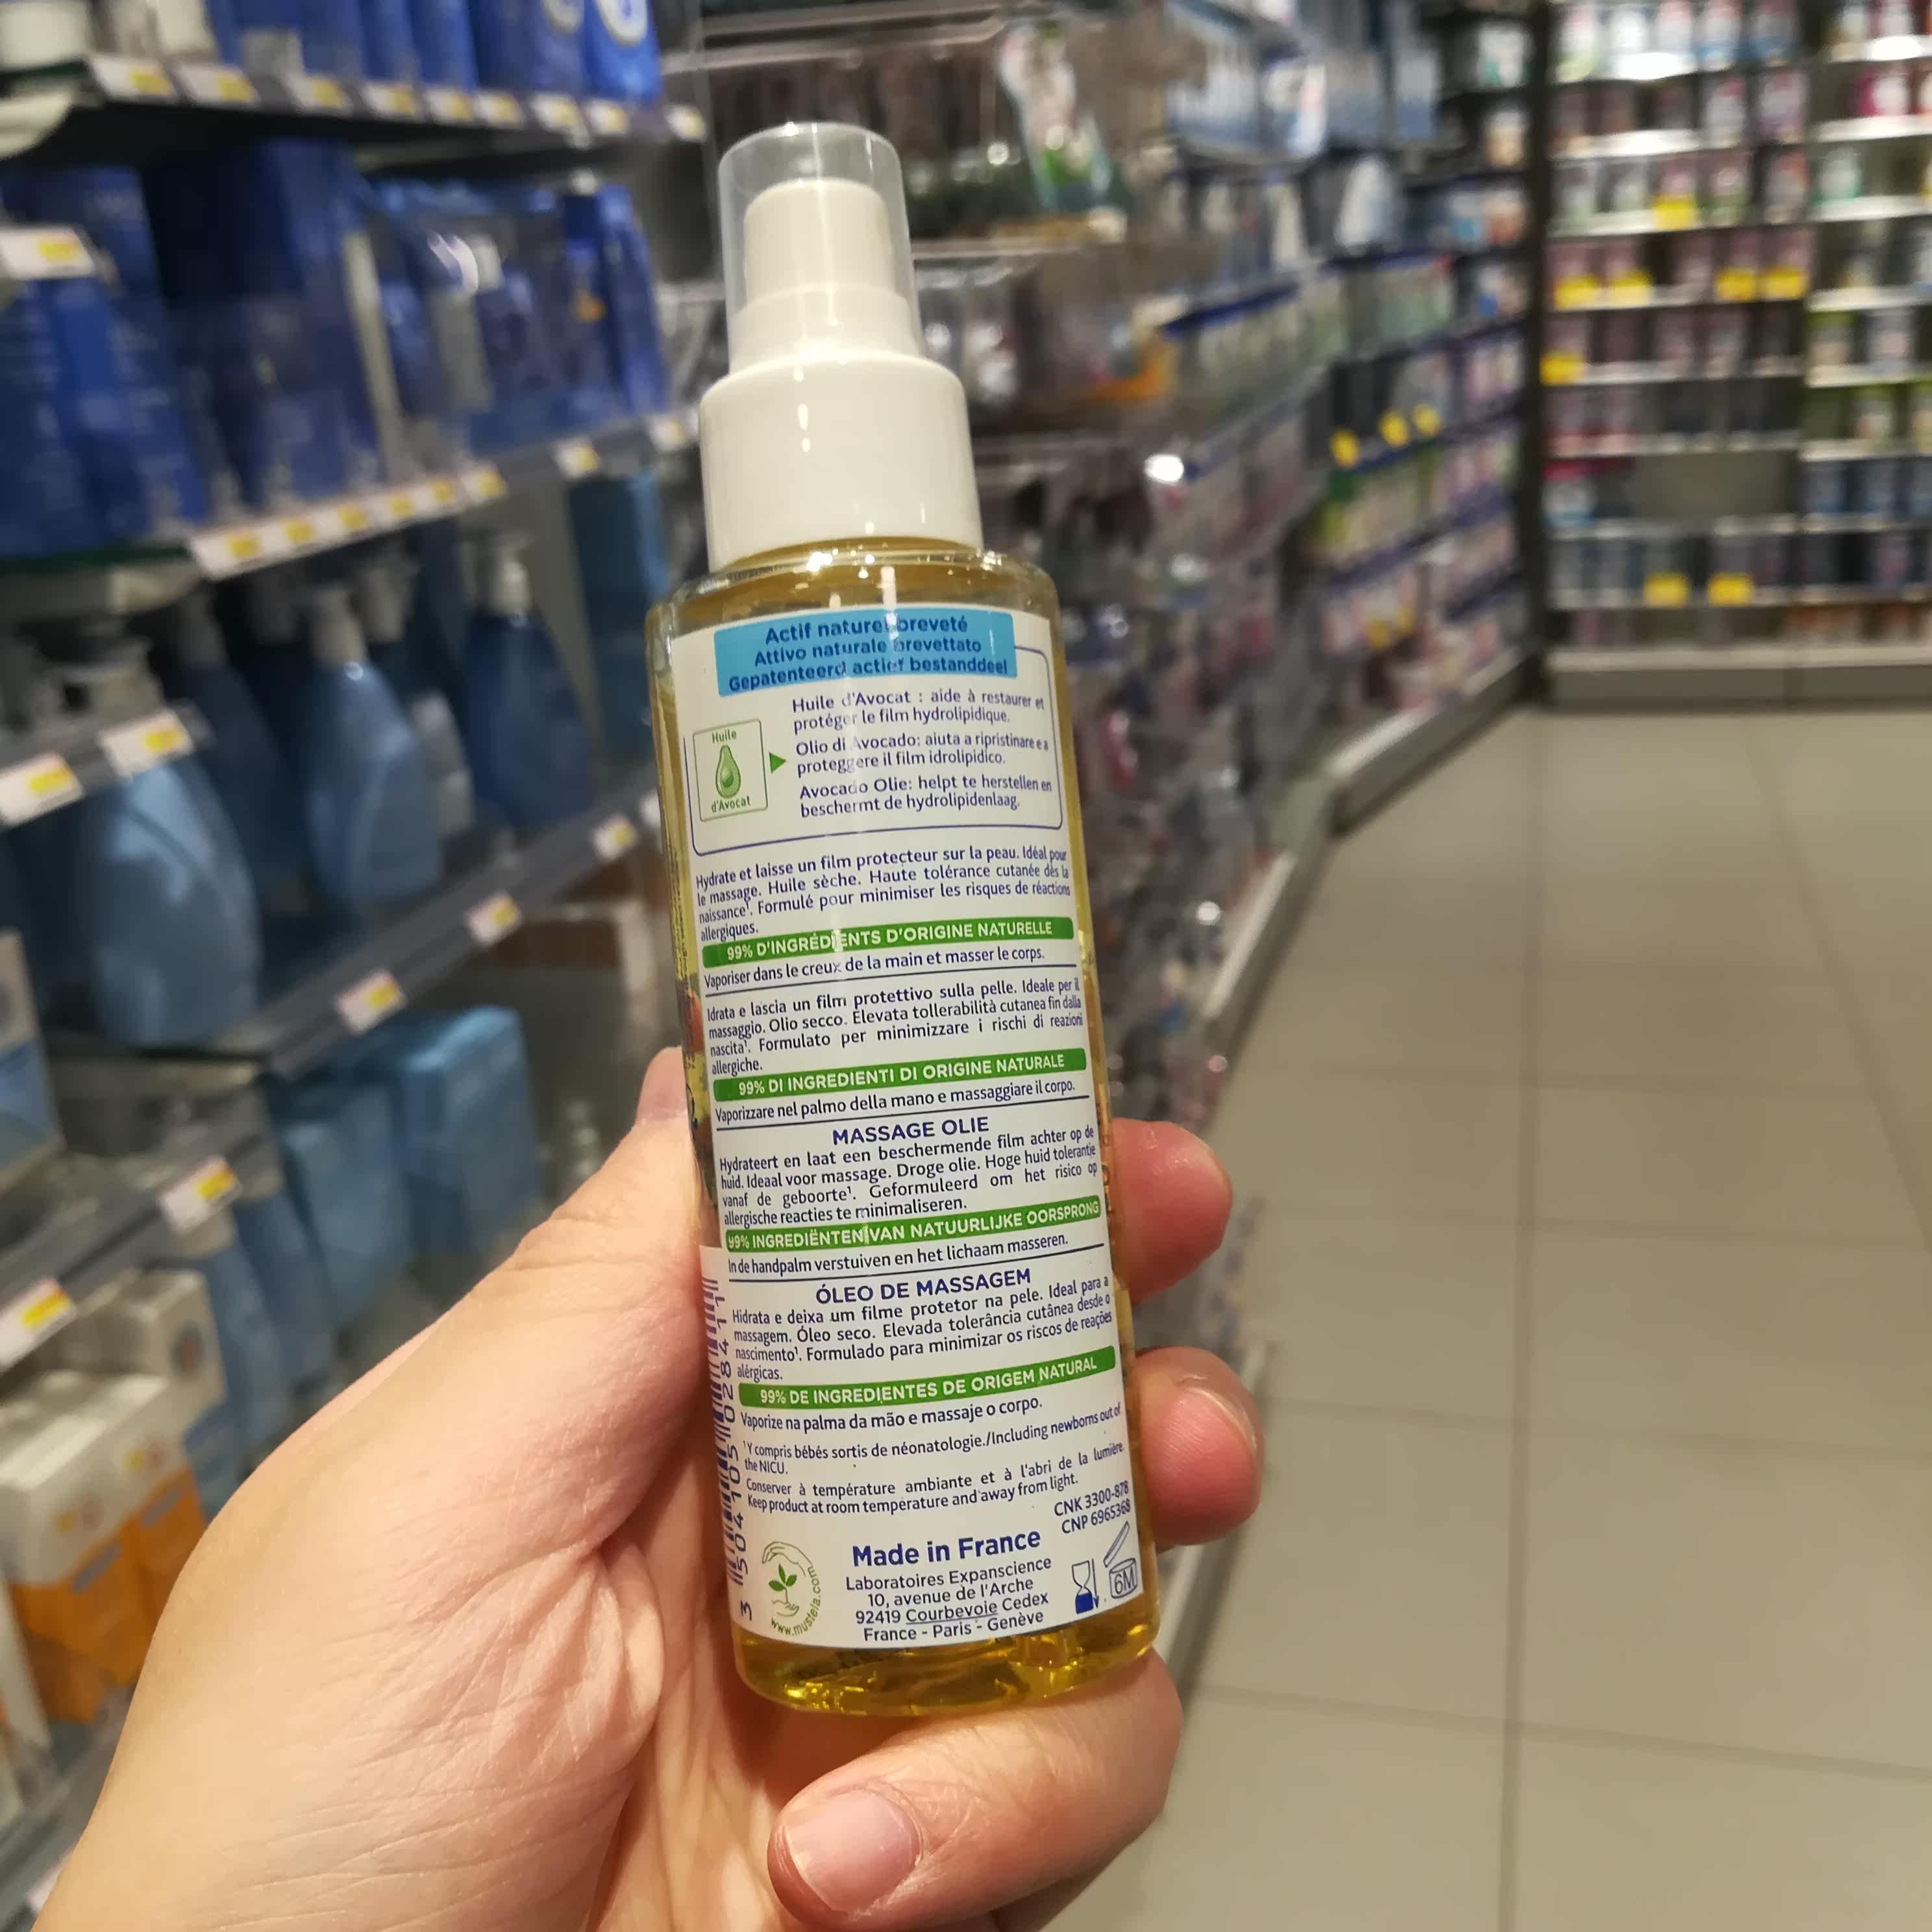 Actif naturel breveté
Attivo naturale brevettato
Gepatenteerd actief bestanddeel
Huile
d'Avocat
Huile d'Avocat : aide à restaurer et
protéger le film hydrolipidique.
Olio di Avocado: aiuta a ripristinare e a
proteggere il film idrolipidico.
Avocado Olie: helpt te herstellen en
beschermt de hydrolipidenlaag.
Hydrate et laisse un film protecteur sur la peau. Idéal pour
le massage. Huile sèche. Haute tolérance cutanée dès la
naissance¹. Formulé pour minimiser les risques de réactions
allergiques.
99% D'INGRÉDIENTS D'ORIGINE NATURELLE
Vaporiser dans le creux de la main et masser le corps.
Idrata e lascia un film protettivo sulla pelle. Ideale per il
massaggio. Olio secco. Elevata tollerabilità cutanea fin dalla
nascita¹. Formulato per minimizzare i rischi di reazioni
allergiche.
99% DI INGREDIENTI DI ORIGINE NATURALE
Vaporizzare nel palmo della mano e massaggiare il corpo.
MASSAGE OLIE
Hydrateert en laat een beschermende film achter op de
huid. Ideaal voor massage. Droge olie. Hoge huid tolerantie
vanaf de geboorte¹. Geformuleerd om het risico op
allergische reacties te minimaliseren.
99% INGREDIËNTEN VAN NATUURLIJKE OORSPRONG
In de handpalm verstuiven en het lichaam masseren.
ÓLEO DE MASSAGEM
Hidrata e deixa um filme protetor na pele. Ideal para a
massagem. Óleo seco. Elevada tolerância cutânea desde o
nascimento¹. Formulado para minimizar os riscos de reações
alérgicas.
99% DE INGREDIENTES DE ORIGEM NATURAL
Vaporize na palma da mão e massaje o corpo.
¹Y compris bébés sortis de néonatologie./Including newborns out of
the NICU.
Conserver à température ambiante et à l'abri de la lumière.
Keep product at room temperature and away from light.
CNK 3300-878
CNP 6965368
Made in France
Laboratoires Expanscience
10, avenue de l'Arche
92419 Courbevoie Cedex
France - Paris - Genève
www.mustela.com
6M
3 504105 028411